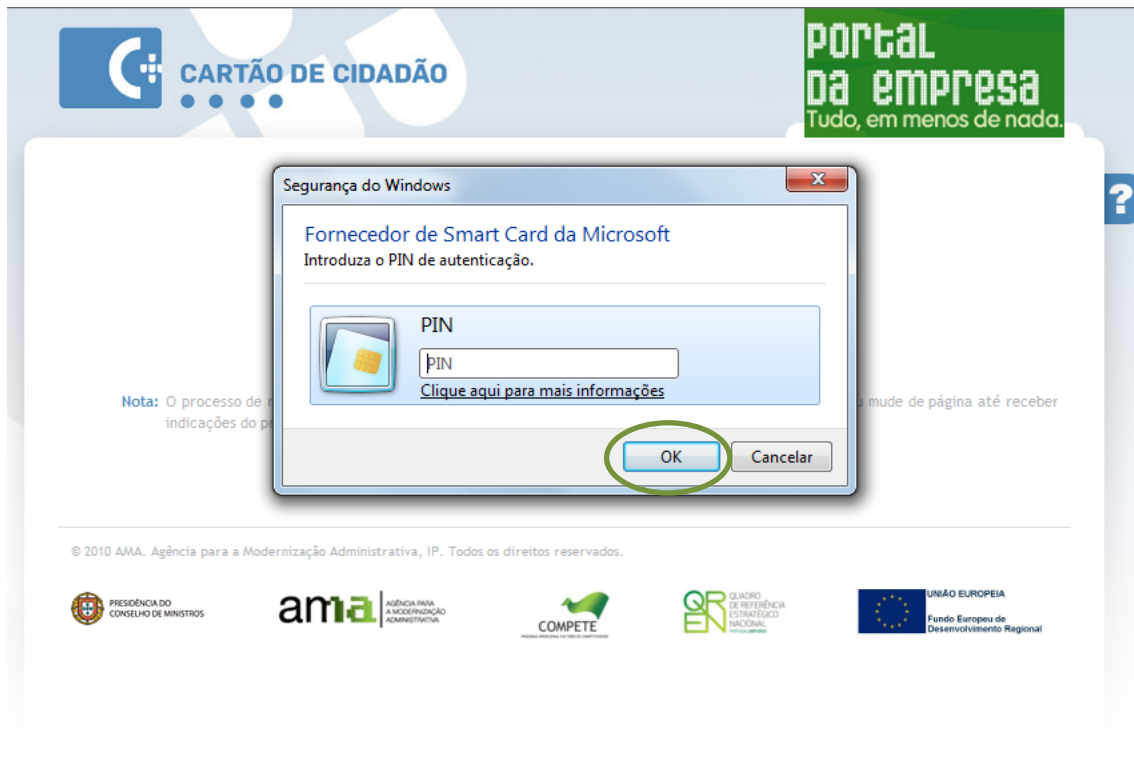 CARTÃO DE CIDADÃO
Portal
Da empresa
Tudo, em menos de nada.
?
Segurança do Windows
Fornecedor de Smart Card da Microsoft
Introduza o PIN de autenticação.
PIN
PIN
Clique aqui para mais informações
OK
Cancelar
Nota: O processo de mude de página até receber
indicações do
© 2010 AMA. Agência para a Modernização Administrativa, IP. Todos os direitos reservados.
PRESIDÊNCIA DO
CONSELHO DE MINISTROS
ama
AGÊNCIA PARA
A MODERNIZAÇÃO
ADMINISTRATIVA
COMPETE
QR
EN
QUADRO
DE REFERÊNCIA
ESTRATÉGICO
NACIONAL
UNIÃO EUROPEIA
Fundo Europeu de
Desenvolvimento Regional